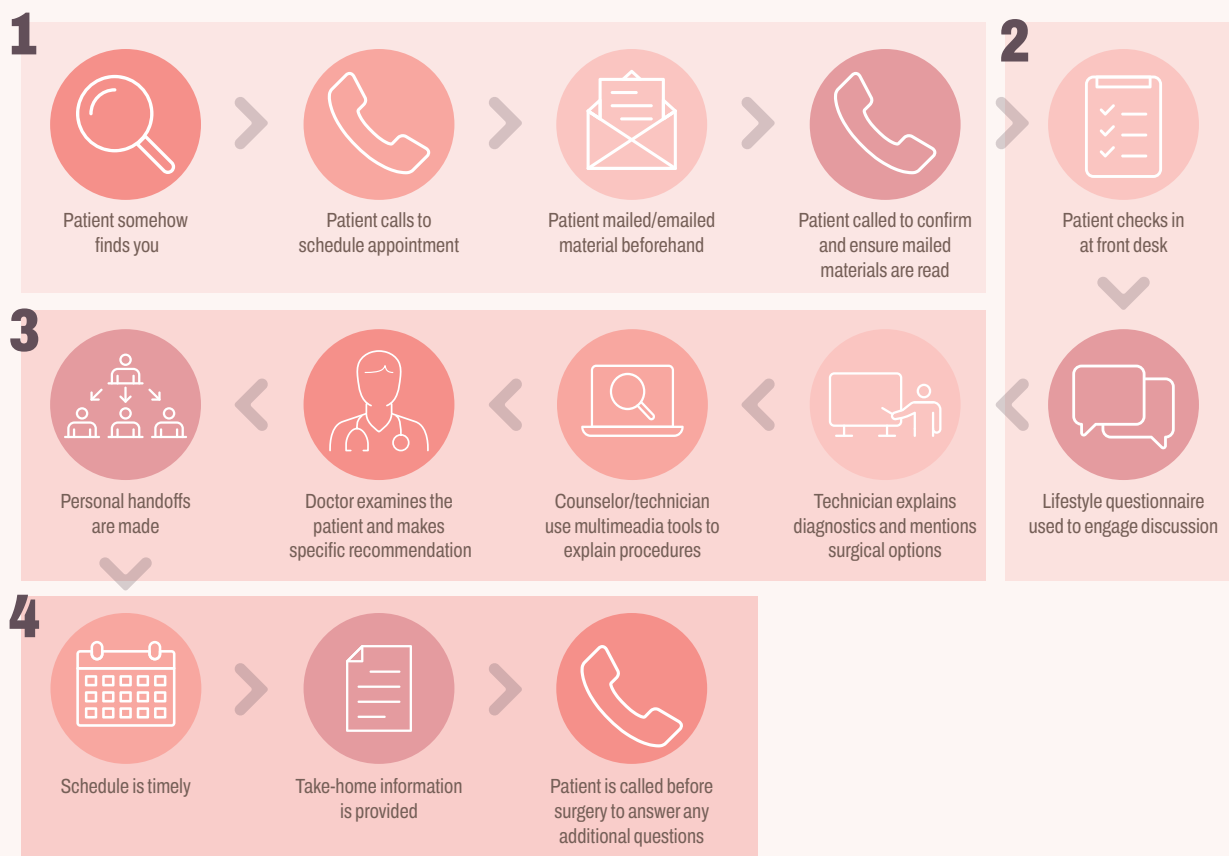 1
Patient somehow
finds you
Patient calls to
schedule appointment
Patient mailed/emailed
material beforehand
Patient called to confirm
and ensure mailed
materials are read
2
Patient checks in
at front desk
Lifestyle questionnaire
used to engage discussion
3
Technician explains
diagnostics and mentions
surgical options
Counselor/technician
use multimeadia tools to
explain procedures
Doctor examines the
patient and makes
specific recommendation
Personal handoffs
are made
4
Schedule is timely
Take-home information
is provided
Patient is called before
surgery to answer any
additional questions